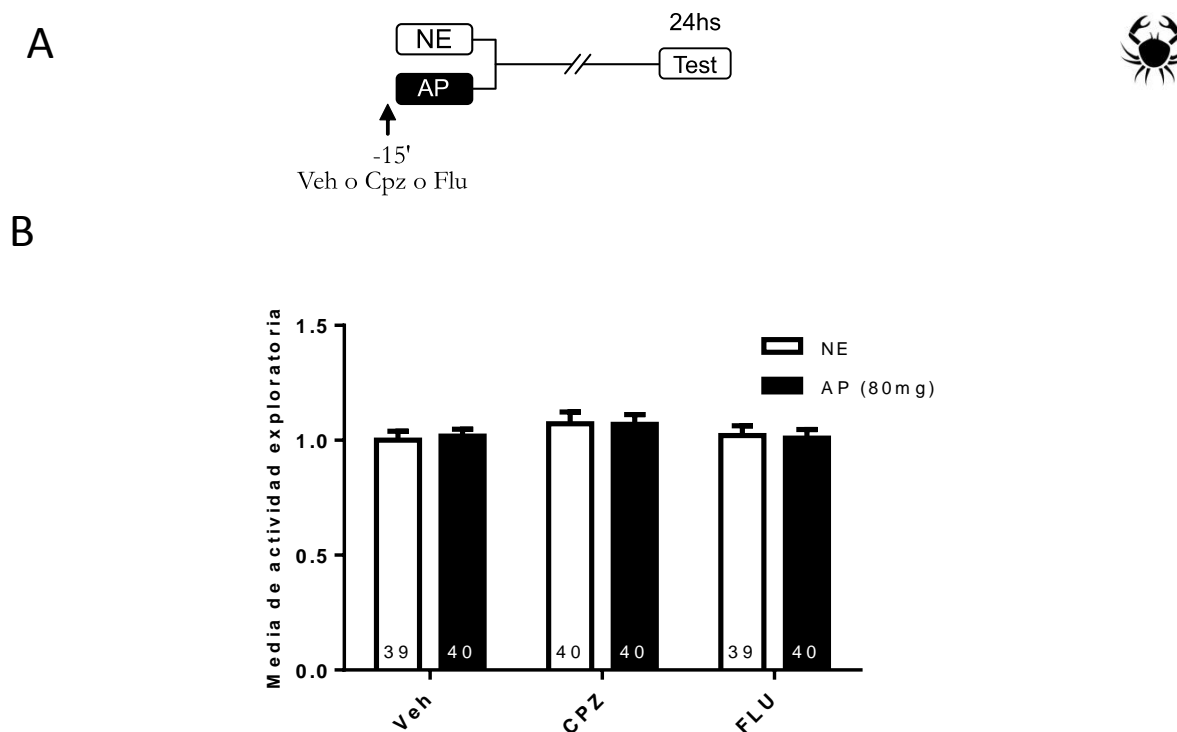 A
NE
AP
24hs
Test
-15'
Veh o Cpz o Flu
B
Media de actividad exploratoria
1.5
1.0
0.5
0.0
NE
AP (80mg)
39
40
40
40
39
40
Veh
CPZ
FLU